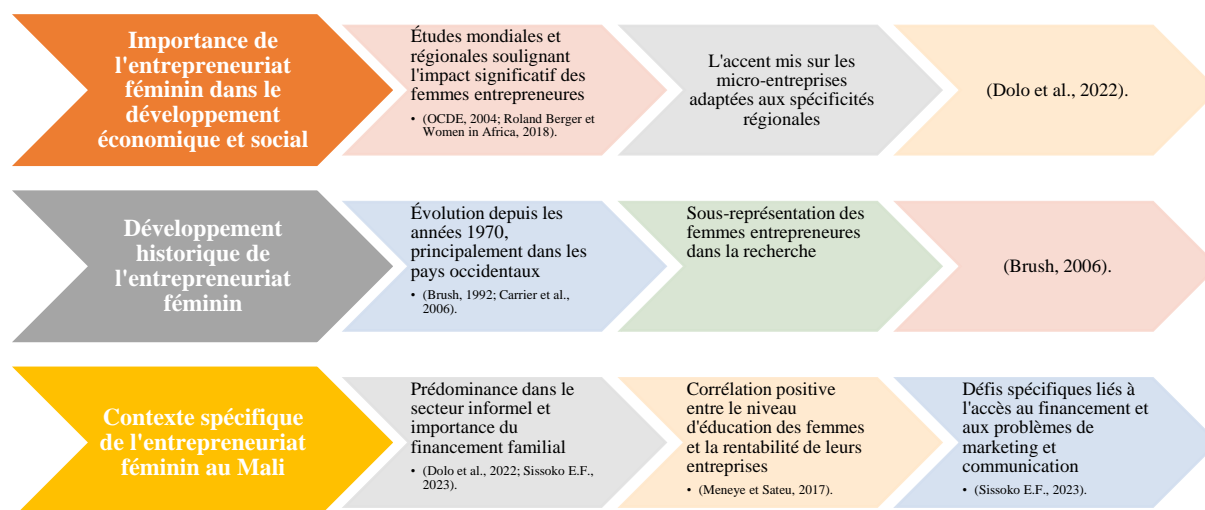 Importance de
l'entrepreneuriat
féminin dans le
développement
économique et social
Études mondiales et
régionales soulignant
l'impact significatif des
femmes entrepreneures
• (OCDE, 2004; Roland Berger et
Women in Africa, 2018).
L'accent mis sur les
micro-entreprises
adaptées aux spécificités
régionales
(Dolo et al., 2022).
Développement
historique de
l'entrepreneuriat
féminin
Évolution depuis les
années 1970,
principalement dans les
pays occidentaux
• (Brush, 1992; Carrier et al.,
2006).
Sous-représentation des
femmes entrepreneures
dans la recherche
(Brush, 2006).
Contexte spécifique
de l'entrepreneuriat
féminin au Mali
Prédominance dans le
secteur informel et
importance du
financement familial
• (Dolo et al., 2022; Sissoko E.F.,
2023).
Corrélation positive
entre le niveau
d'éducation des femmes
et la rentabilité de leurs
entreprises
• (Meneye et Sateu, 2017).
Défis spécifiques liés à
l'accès au financement et
aux problèmes de
marketing et
communication
• (Sissoko E.F., 2023).